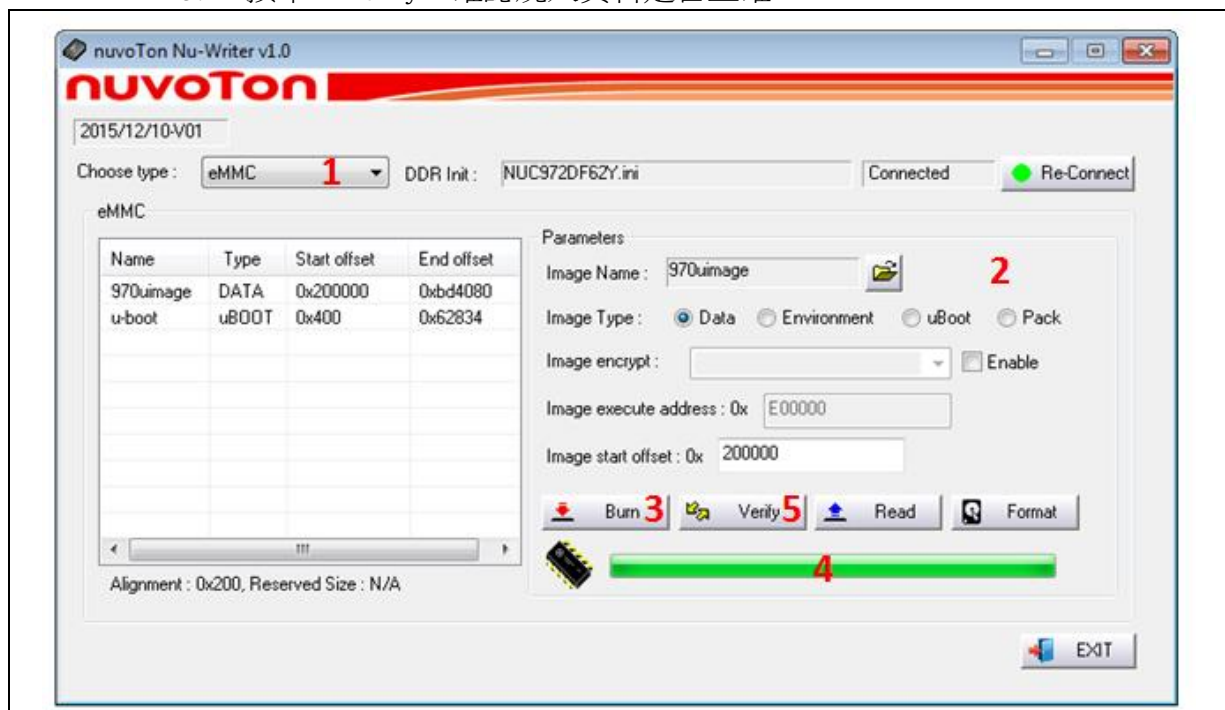 nuvoTon Nu-Writer v1.0
nuvoTon
2015/12/10-V01
Choose type : eMMC 1 DDR Init : NUC972DF62Y.ini Connected Re-Connect
eMMC
Name Type Start offset End offset
970uimage DATA 0x200000 0xbd4080
u-boot uBOOT 0x400 0x62834
Alignment : 0x200, Reserved Size : N/A
Parameters
Image Name : 970uimage 2
Image Type : Data Environment uBoot Pack
Image encrypt : Enable
Image execute address : 0x E00000
Image start offset : 0x 200000
Burn 3 Verify 5 Read Format
4
EXIT